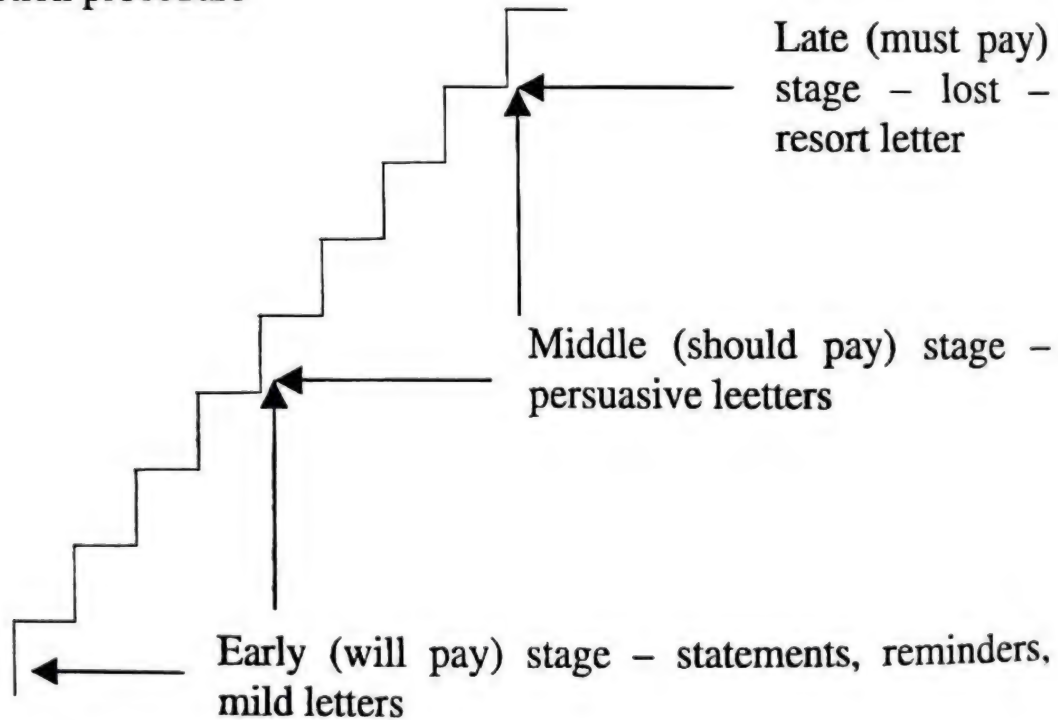 procedure
Late (must pay)
stage – lost –
resort letter
Middle (should pay) stage –
persuasive leetters
Early (will pay) stage – statements, reminders,
mild letters